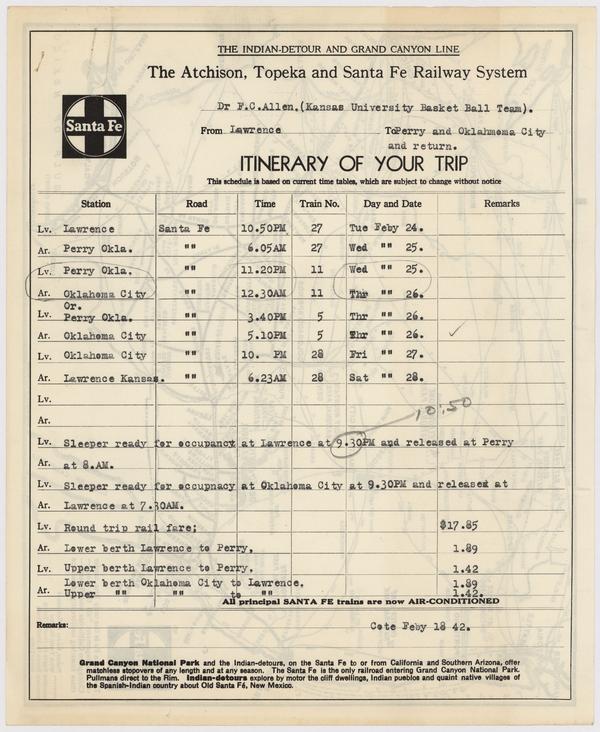 THE INDIAN-DETOUR AND GRAND CANYON LINE
The Atchison, Topeka and Santa Fe Railway System
Santa Fe
Dr F.C.Allen.(Kansas University Basket Ball Team).
From Lawrence ToPerry and Oklahmoma City
and return.
ITINERARY OF YOUR TRIP
This schedule is based on current time tables, which are subject to change without notice
Station Road Time Train No. Day and Date Remarks
Lv. Lawrence Santa Fe 10.50PM 27 Tue Feby 24.
Ar. Perry Okla. "" 6.05AM 27 Wed "" 25.
Lv. Perry Okla. "" 11.20PM 11 Wed "" 25.
Ar. Oklahoma City "" 12.30AM 11 Thr "" 26.
Or.
Lv. Perry Okla. "" 3.40PM 5 Thr "" 26.
Ar. Oklahoma City "" 5.10PM 5 Thr "" 26. ✓
Lv. Oklahoma City "" 10. PM 28 Fri "" 27.
Ar. Lawrence Kansas. "" 6.23AM 28 Sat "" 28.
Lv.
10:50
Ar.
Lv. Sleeper ready for occupanct at Lawrence at 9.30PM and released at Perry
Ar. at 8.AM.
Lv. Sleeper ready for occupnacy at Oklahoma City at 9.30PM and released at
Ar. Lawrence at 7.30AM.
Lv. Round trip rail fare; $17.85
Ar. Lower berth Lawrence to Perry, 1.89
Lv. Upper berth Lawrence to Perry. 1.42
Lower berth Oklahoma City to Lawrence. 1.89
Ar. Upper "" "" to "" 1.42.
All principal SANTA FE trains are now AIR-CONDITIONED
Remarks: Cote Feby 18 42.
Grand Canyon National Park and the Indian-detours, on the Santa Fe to or from California and Southern Arizona, offer
matchless stopovers of any length and at any season. The Santa Fe is the only railroad entering Grand Canyon National Park.
Pullmans direct to the Rim. Indian-detours explore by motor the cliff dwellings, Indian pueblos and quaint native villages of
the Spanish-Indian country about Old Santa Fé, New Mexico.